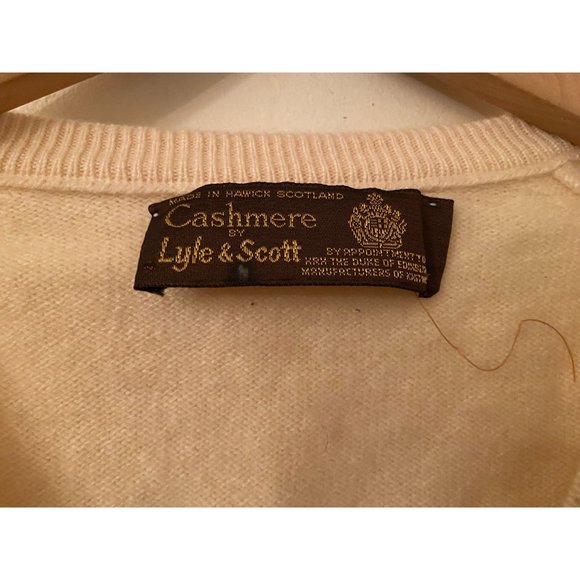 MADE IN HAWICK SCOTLAND
Cashmere
BY
Lyle & Scott
BY APPOINTMENT TO
HRH THE DUKE OF
MANUFACTURERS OF